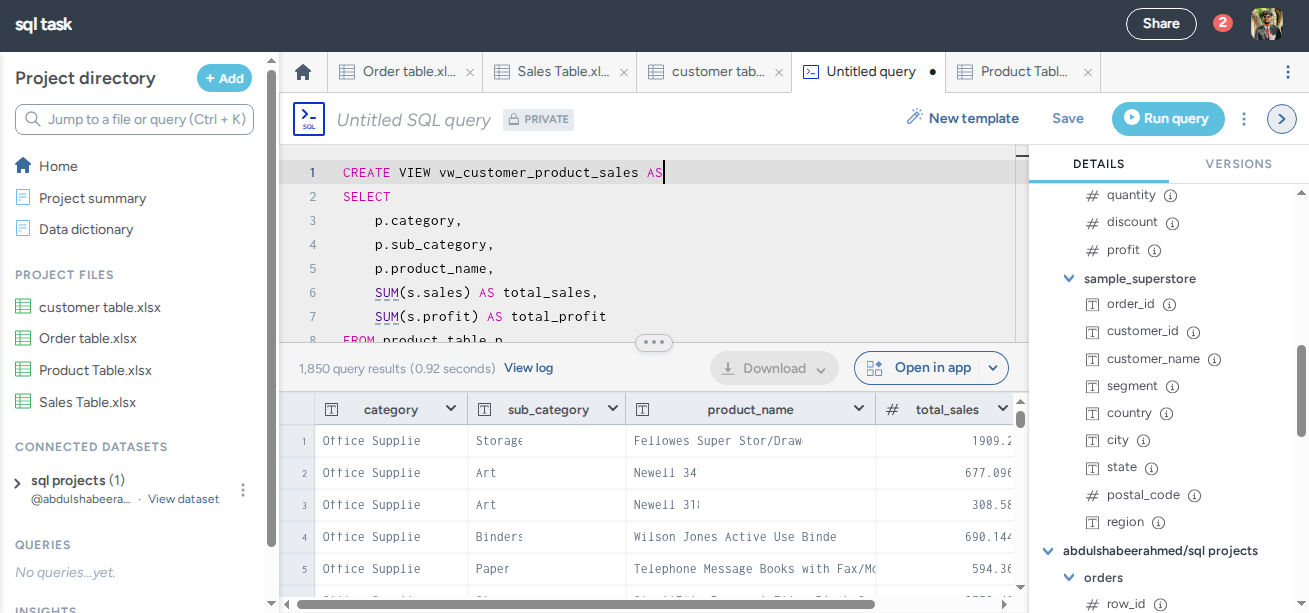 sql task
Share
2
Project directory
+ Add
Jump to a file or query (Ctrl + K)
Home
Project summary
Data dictionary
PROJECT FILES
customer table.xlsx
Order table.xlsx
Product Table.xlsx
Sales Table.xlsx
CONNECTED DATASETS
sql projects (1)
@abdulshabeera... · View dataset
QUERIES
No queries...yet.
INSIGHTS
Order table.xl... ×
Sales Table.xl... ×
customer tab... ×
Untitled query •
Product Tabl... ×
SQL
Untitled SQL query
PRIVATE
New template
Save
Run query
1 CREATE VIEW vw_customer_product_sales AS
2 SELECT
3 p.category,
4 p.sub_category,
5 p.product_name,
6 SUM(s.sales) AS total_sales,
7 SUM(s.profit) AS total_profit
8 FROM product_table p
1,850 query results (0.92 seconds) View log
Download
Open in app
category sub_category product_name # total_sales
1 Office Supplie Storage Fellowes Super Stor/Draw 1909.2
2 Office Supplie Art Newell 34 677.096
3 Office Supplie Art Newell 318 308.58
4 Office Supplie Binders Wilson Jones Active Use Binde 690.144
5 Office Supplie Paper Telephone Message Books with Fax/Mo 594.36
DETAILS
VERSIONS
# quantity
# discount
# profit
sample_superstore
T order_id
T customer_id
T customer_name
T segment
T country
T city
T state
# postal_code
T region
abdulshabeerahmed/sql projects
orders
# row_id